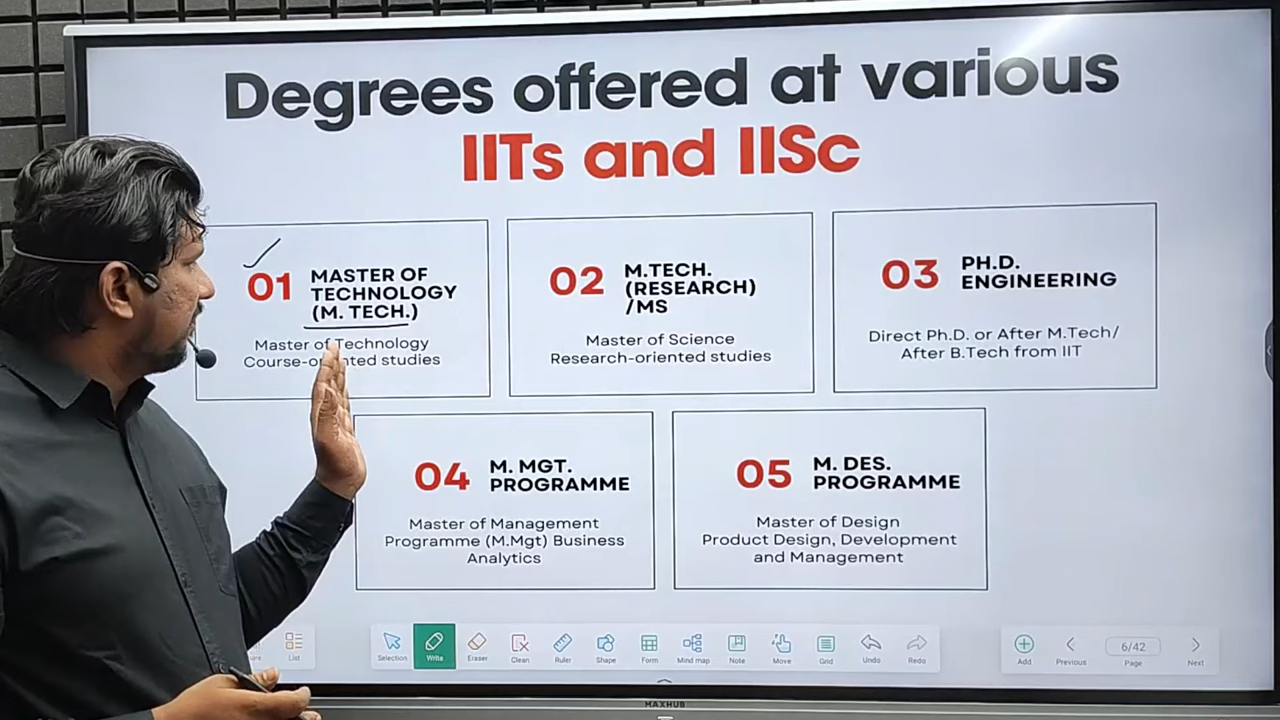 Degrees offered at various
IITs and IISc
01
MASTER OF
TECHNOLOGY
(M. TECH.)
Master of Technology
Course-oriented studies
02
M.TECH.
(RESEARCH)
/MS
Master of Science
Research-oriented studies
03
PH.D.
ENGINEERING
Direct Ph.D. or After M.Tech/
After B.Tech from IIT
04
M. MGT.
PROGRAMME
Master of Management
Programme (M.Mgt) Business
Analytics
05
M. DES.
PROGRAMME
Master of Design
Product Design, Development
and Management
List
Selection
Write
Eraser
Clean
Ruler
Shape
Form
Mind map
Note
Move
Grid
Undo
Redo
Add
Previous
6/42
Page
Next
MAXHUB